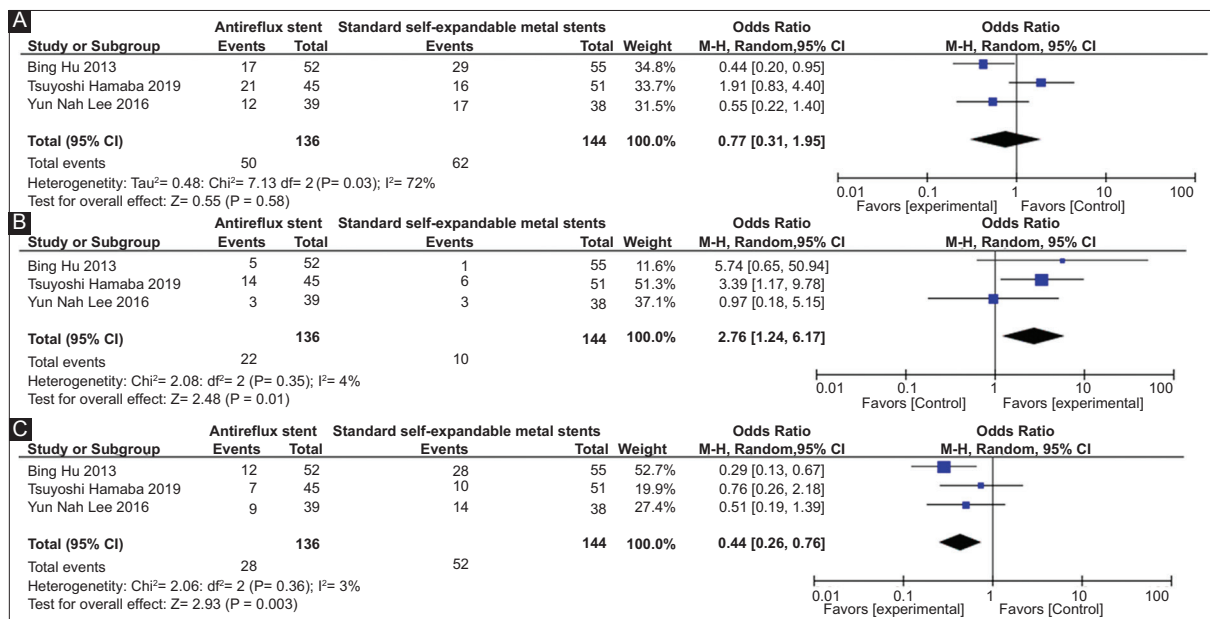 A
Antireflux stent Standard self-expandable metal stents Odds Ratio Odds Ratio
Study or Subgroup Events Total Events Total Weight M-H, Random,95% CI M-H, Random, 95% CI
Bing Hu 2013 17 52 29 55 34.8% 0.44 [0.20, 0.95]
Tsuyoshi Hamaba 2019 21 45 16 51 33.7% 1.91 [0.83, 4.40]
Yun Nah Lee 2016 12 39 17 38 31.5% 0.55 [0.22, 1.40]
Total (95% CI) 136 144 100.0% 0.77 [0.31, 1.95]
Total events 50 62
Heterogenetity: Tau²= 0.48: Chi²= 7.13 df= 2 (P= 0.03); I²= 72%
Test for overall effect: Z= 0.55 (P = 0.58)
0.01 0.1 1 10 100
Favors [experimental] Favors [Control]
B
Antireflux stent Standard self-expandable metal stents Odds Ratio Odds Ratio
Study or Subgroup Events Total Events Total Weight M-H, Random,95% CI M-H, Random, 95% CI
Bing Hu 2013 5 52 1 55 11.6% 5.74 [0.65, 50.94]
Tsuyoshi Hamaba 2019 14 45 6 51 51.3% 3.39 [1.17, 9.78]
Yun Nah Lee 2016 3 39 3 38 37.1% 0.97 [0.18, 5.15]
Total (95% CI) 136 144 100.0% 2.76 [1.24, 6.17]
Total events 22 10
Heterogenetity: Chi²= 2.08: df²= 2 (P= 0.35); I²= 4%
Test for overall effect: Z= 2.48 (P = 0.01)
0.01 0.1 1 10 100
Favors [Control] Favors [experimental]
C
Antireflux stent Standard self-expandable metal stents Odds Ratio Odds Ratio
Study or Subgroup Events Total Events Total Weight M-H, Random,95% CI M-H, Random, 95% CI
Bing Hu 2013 12 52 28 55 52.7% 0.29 [0.13, 0.67]
Tsuyoshi Hamaba 2019 7 45 10 51 19.9% 0.76 [0.26, 2.18]
Yun Nah Lee 2016 9 39 14 38 27.4% 0.51 [0.19, 1.39]
Total (95% CI) 136 144 100.0% 0.44 [0.26, 0.76]
Total events 28 52
Heterogenetity: Chi²= 2.06: df²= 2 (P= 0.36); I²= 3%
Test for overall effect: Z= 2.93 (P = 0.003)
0.01 0.1 1 10 100
Favors [experimental] Favors [Control]